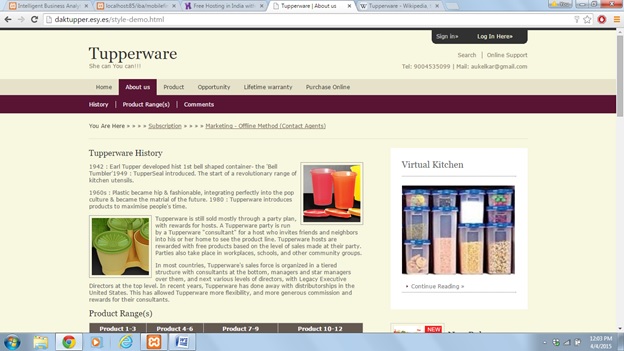 Intelligent Business Analy
localhost85/sba/mobilefri
Free Hosting in India with
Tupperware | About us
Tupperware - Wikipedia,
daktupper.esy.es/style-demo.html
Sign in»
Log In Here»
Tupperware
She can You can!!!
Search
Online Support
Tel: 9004535099 | Mail: aukelkar@gmail.com
Home
About us
Product
Opportunity
Lifetime warranty
Purchase Online
History
Product Range(s)
Comments
You Are Here » » » » Subscription » » » » Marketing - Offline Method (Contact Agents)
Tupperware History
1942 : Earl Tupper developed hist 1st bell shaped container- the 'Bell
Tumbler'1949 : TupperSeal introduced. The start of a revolutionary range of
kitchen utensils.
1960s : Plastic became hip & fashionable, integrating perfectly into the pop
culture & became the matrial of the future. 1980 : Tupperware introduces
products to maximise people's time.
Tupperware is still sold mostly through a party plan,
with rewards for hosts. A Tupperware party is run
by a Tupperware "consultant" for a host who invites friends and neighbors
into his or her home to see the product line. Tupperware hosts are
rewarded with free products based on the level of sales made at their party.
Parties also take place in workplaces, schools, and other community groups.
In most countries, Tupperware's sales force is organized in a tiered
structure with consultants at the bottom, managers and star managers
over them, and next various levels of directors, with Legacy Executive
Directors at the top level. In recent years, Tupperware has done away with distributorships in the
United States. This has allowed Tupperware more flexiblity, and more generous commission and
rewards for their consultants.
Product Range(s)
Product 1-3
Product 4-6
Product 7-9
Product 10-12
Virtual Kitchen
Continue Reading »
NEW
12:03 PM
4/4/2015